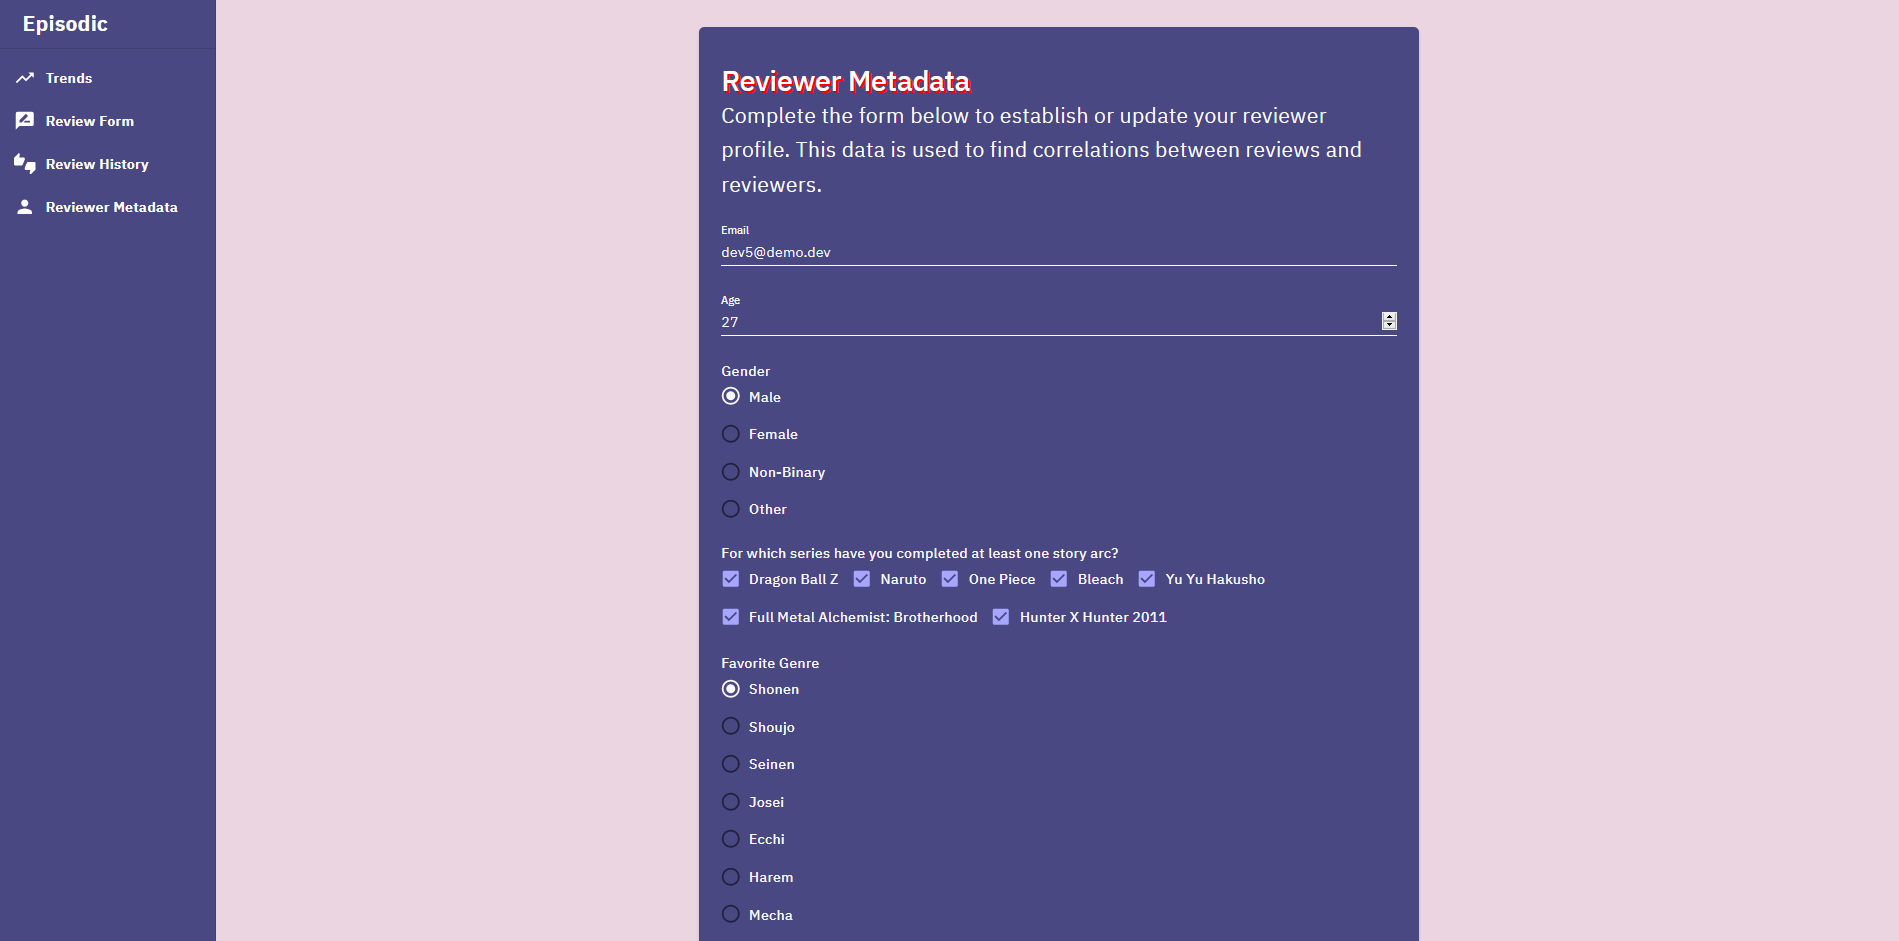 Episodic
Trends
Review Form
Review History
Reviewer Metadata
Reviewer Metadata
Complete the form below to establish or update your reviewer
profile. This data is used to find correlations between reviews and
reviewers.
Email
dev5@demo.dev
Age
27
Gender
Male
Female
Non-Binary
Other
For which series have you completed at least one story arc?
Dragon Ball Z Naruto One Piece Bleach Yu Yu Hakusho
Full Metal Alchemist: Brotherhood Hunter X Hunter 2011
Favorite Genre
Shonen
Shoujo
Seinen
Josei
Ecchi
Harem
Mecha